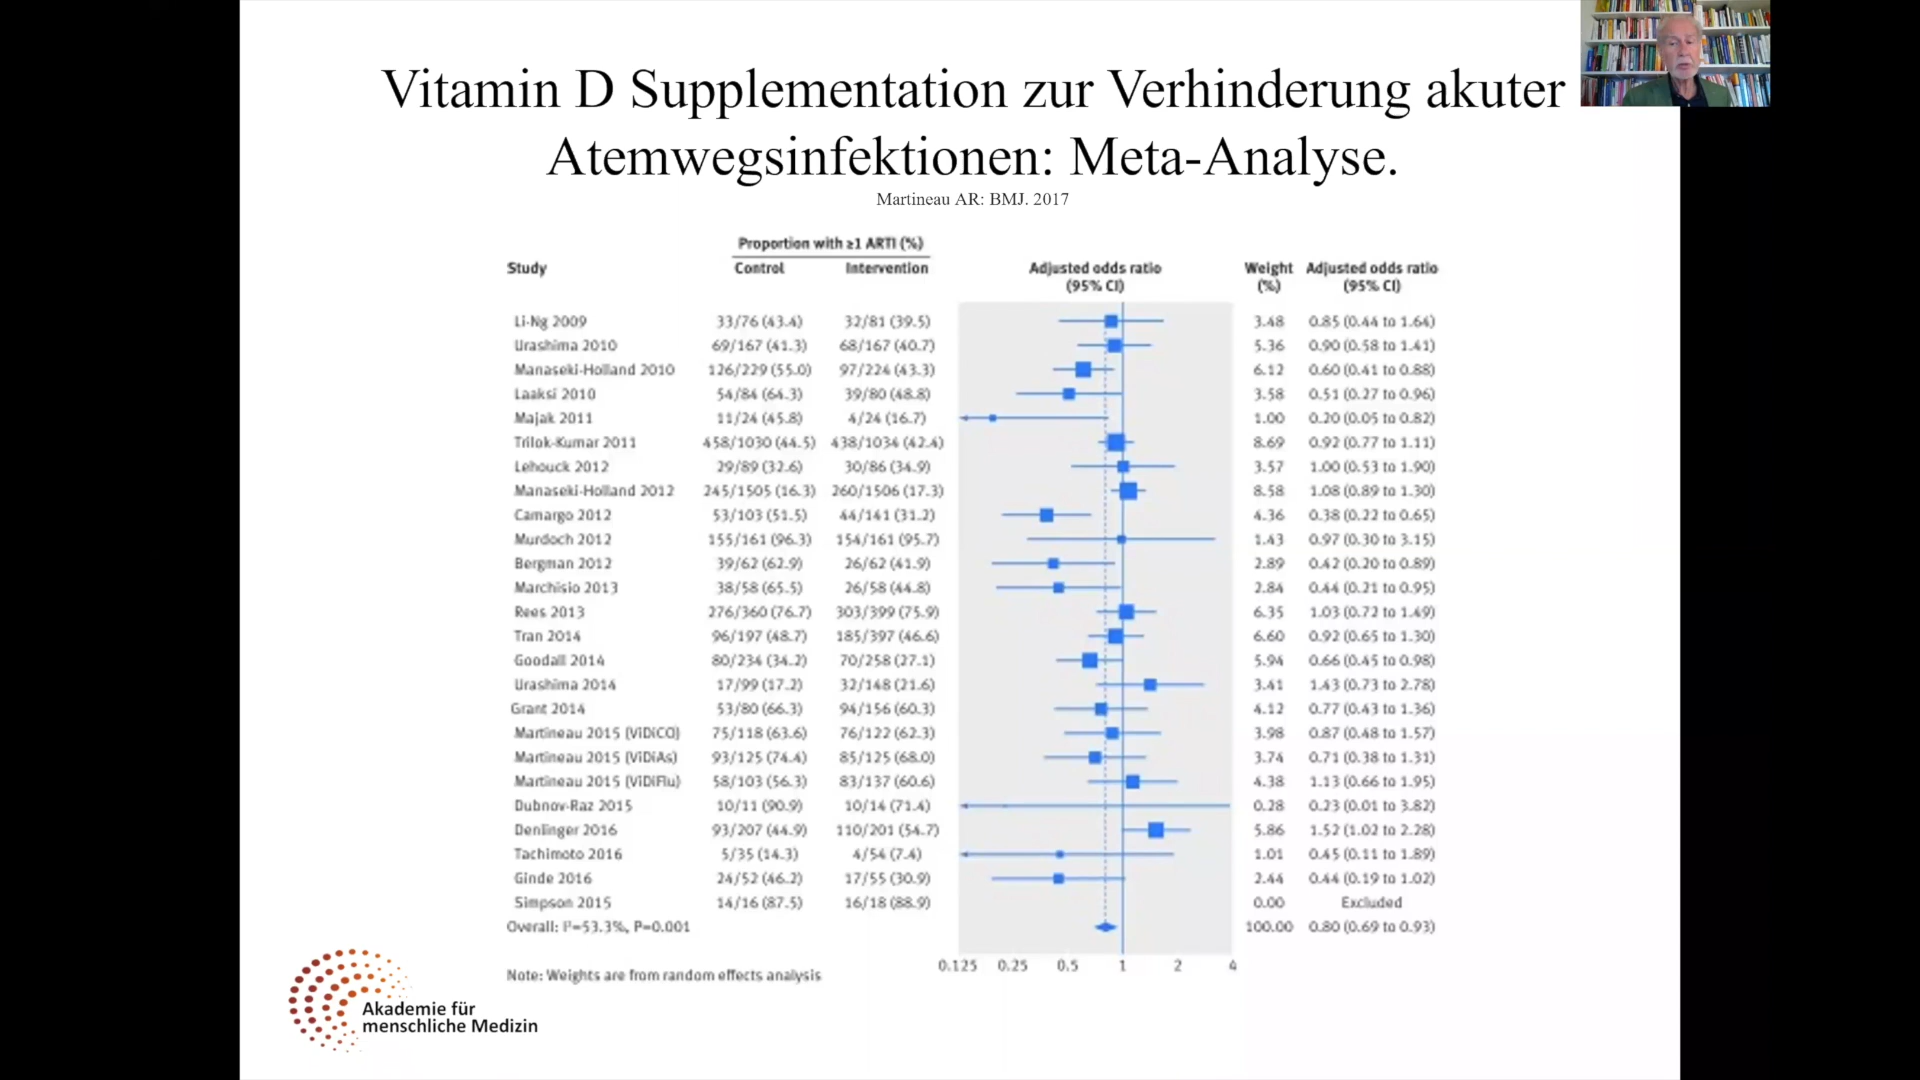 Vitamin D Supplementation zur Verhinderung akuter
Atemwegsinfektionen: Meta-Analyse.
Martineau AR: BMJ. 2017
Proportion with ≥1 ARTI (%)
Study Control Intervention Adjusted odds ratio Weight Adjusted odds ratio
(95% CI) (%) (95% CI)
Li-Ng 2009 33/76 (43.4) 32/81 (39.5) 3.48 0.85 (0.44 to 1.64)
Urashima 2010 69/167 (41.3) 68/167 (40.7) 5.36 0.90 (0.58 to 1.41)
Manaseki-Holland 2010 126/229 (55.0) 97/224 (43.3) 6.12 0.60 (0.41 to 0.88)
Laaksi 2010 54/84 (64.3) 39/80 (48.8) 3.58 0.51 (0.27 to 0.96)
Majak 2011 11/24 (45.8) 4/24 (16.7) 1.00 0.20 (0.05 to 0.82)
Trilok-Kumar 2011 458/1030 (44.5) 438/1034 (42.4) 8.69 0.92 (0.77 to 1.11)
Lehouck 2012 29/89 (32.6) 30/86 (34.9) 3.57 1.00 (0.53 to 1.90)
Manaseki-Holland 2012 245/1505 (16.3) 260/1506 (17.3) 8.58 1.08 (0.89 to 1.30)
Camargo 2012 53/103 (51.5) 44/141 (31.2) 4.36 0.38 (0.22 to 0.65)
Murdoch 2012 155/161 (96.3) 154/161 (95.7) 1.43 0.97 (0.30 to 3.15)
Bergman 2012 39/62 (62.9) 26/62 (41.9) 2.89 0.42 (0.20 to 0.89)
Marchisio 2013 38/58 (65.5) 26/58 (44.8) 2.84 0.44 (0.21 to 0.95)
Rees 2013 276/360 (76.7) 303/399 (75.9) 6.35 1.03 (0.72 to 1.49)
Tran 2014 96/197 (48.7) 185/397 (46.6) 6.60 0.92 (0.65 to 1.30)
Goodall 2014 80/234 (34.2) 70/258 (27.1) 5.94 0.66 (0.45 to 0.98)
Urashima 2014 17/99 (17.2) 32/148 (21.6) 3.41 1.43 (0.73 to 2.78)
Grant 2014 53/80 (66.3) 94/156 (60.3) 4.12 0.77 (0.43 to 1.36)
Martineau 2015 (ViDiCO) 75/118 (63.6) 76/122 (62.3) 3.98 0.87 (0.48 to 1.57)
Martineau 2015 (ViDiAs) 93/125 (74.4) 85/125 (68.0) 3.74 0.71 (0.38 to 1.31)
Martineau 2015 (ViDiFlu) 58/103 (56.3) 83/137 (60.6) 4.38 1.13 (0.66 to 1.95)
Dubnov-Raz 2015 10/11 (90.9) 10/14 (71.4) 0.28 0.23 (0.01 to 3.82)
Denlinger 2016 93/207 (44.9) 110/201 (54.7) 5.86 1.52 (1.02 to 2.28)
Tachimoto 2016 5/35 (14.3) 4/54 (7.4) 1.01 0.45 (0.11 to 1.89)
Ginde 2016 24/52 (46.2) 17/55 (30.9) 2.44 0.44 (0.19 to 1.02)
Simpson 2015 14/16 (87.5) 16/18 (88.9) 0.00 Excluded
Overall: I²=53.3%, P=0.001 100.00 0.80 (0.69 to 0.93)
0.125 0.25 0.5 1 2 4
Note: Weights are from random effects analysis
Akademie für
menschliche Medizin